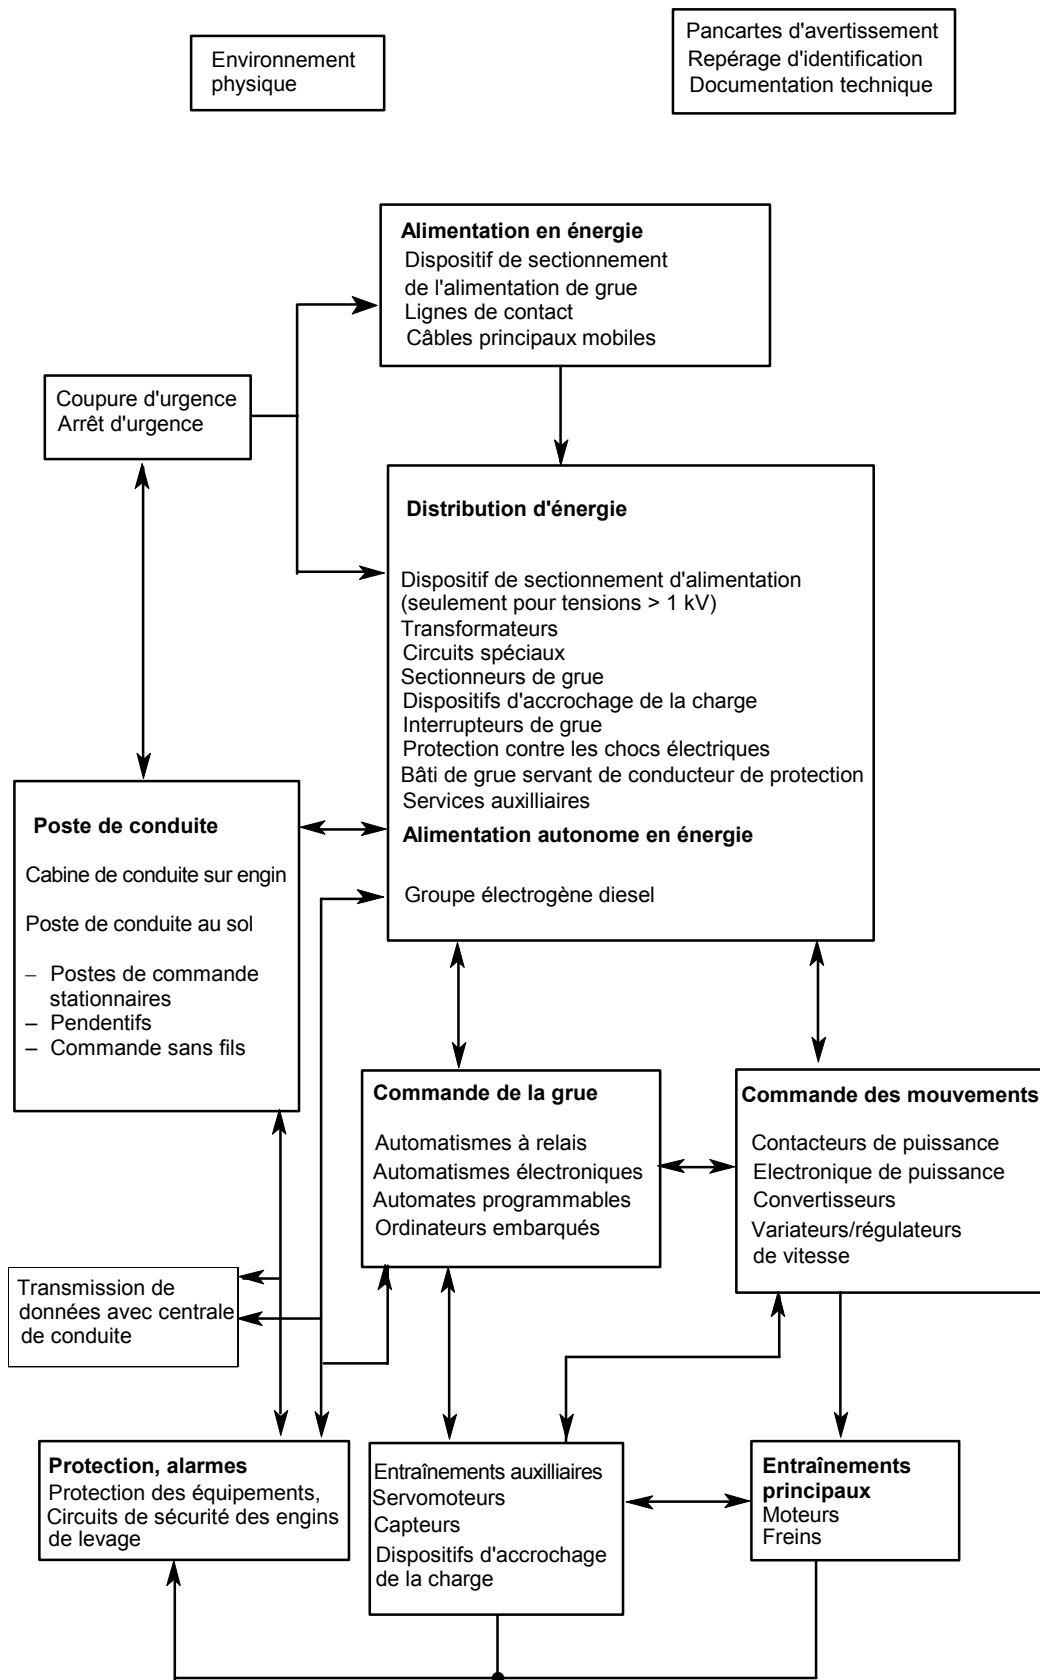 Environnement
physique
Pancartes d'avertissement
Repérage d'identification
Documentation technique
Alimentation en énergie
Dispositif de sectionnement
de l'alimentation de grue
Lignes de contact
Câbles principaux mobiles
Coupure d'urgence
Arrêt d'urgence
Distribution d'énergie
Dispositif de sectionnement d'alimentation
(seulement pour tensions > 1 kV)
Transformateurs
Circuits spéciaux
Sectionneurs de grue
Dispositifs d'accrochage de la charge
Interrupteurs de grue
Protection contre les chocs électriques
Bâti de grue servant de conducteur de protection
Services auxilliaires
Alimentation autonome en énergie
Groupe électrogène diesel
Poste de conduite
Cabine de conduite sur engin
Poste de conduite au sol
– Postes de commande
stationnaires
– Pendentifs
– Commande sans fils
Commande de la grue
Automatismes à relais
Automatismes électroniques
Automates programmables
Ordinateurs embarqués
Commande des mouvements
Contacteurs de puissance
Electronique de puissance
Convertisseurs
Variateurs/régulateurs
de vitesse
Transmission de
données avec centrale
de conduite
Protection, alarmes
Protection des équipements,
Circuits de sécurité des engins
de levage
Entraînements auxilliaires
Servomoteurs
Capteurs
Dispositifs d'accrochage
de la charge
Entraînements
principaux
Moteurs
Freins